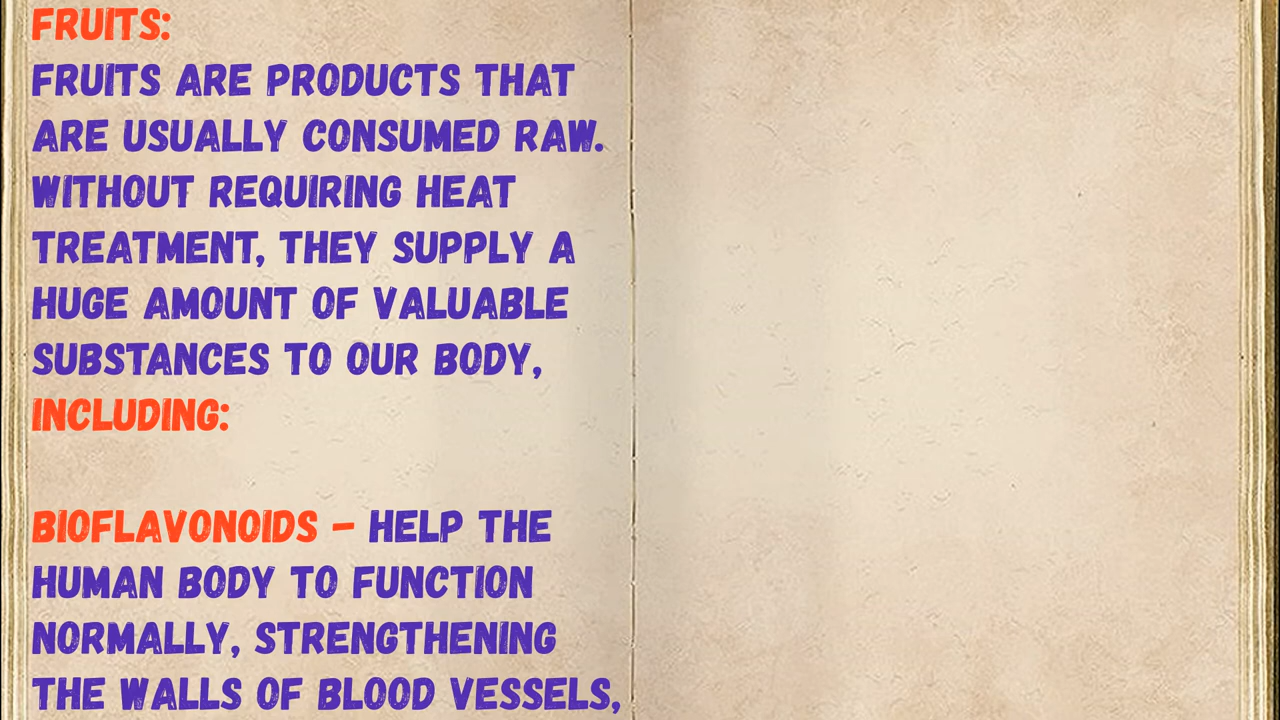 FRUITS:
FRUITS ARE PRODUCTS THAT
ARE USUALLY CONSUMED RAW.
WITHOUT REQUIRING HEAT
TREATMENT, THEY SUPPLY A
HUGE AMOUNT OF VALUABLE
SUBSTANCES TO OUR BODY,
INCLUDING:
BIOFLAVONOIDS – HELP THE
HUMAN BODY TO FUNCTION
NORMALLY, STRENGTHENING
THE WALLS OF BLOOD VESSELS,